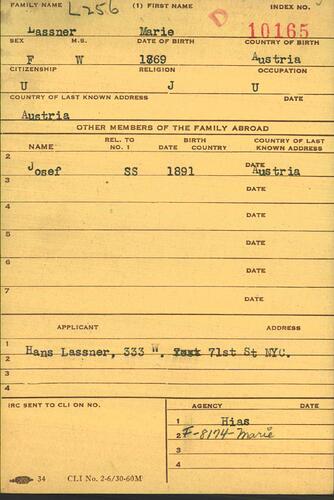 FAMILY NAME L256 (1) FIRST NAME D INDEX NO.
Lassner Marie 10165
SEX M.S. DATE OF BIRTH COUNTRY OF BIRTH
F W 1869 Austria
CITIZENSHIP RELIGION OCCUPATION
U J U
COUNTRY OF LAST KNOWN ADDRESS DATE
Austria
OTHER MEMBERS OF THE FAMILY ABROAD
NAME REL. TO NO. 1 BIRTH DATE COUNTRY COUNTRY OF LAST KNOWN ADDRESS
2 DATE
Josef SS 1891 Austria
3 DATE
4 DATE
5 DATE
6 DATE
7 DATE
APPLICANT ADDRESS
1 Hans Lassner, 333 W. 71st St NYC.
2
3
4
IRC SENT TO CLI ON NO. AGENCY DATE
1 Hias
2 F-8174-Marie
3
4
34 CLI No. 2-6/30-60M